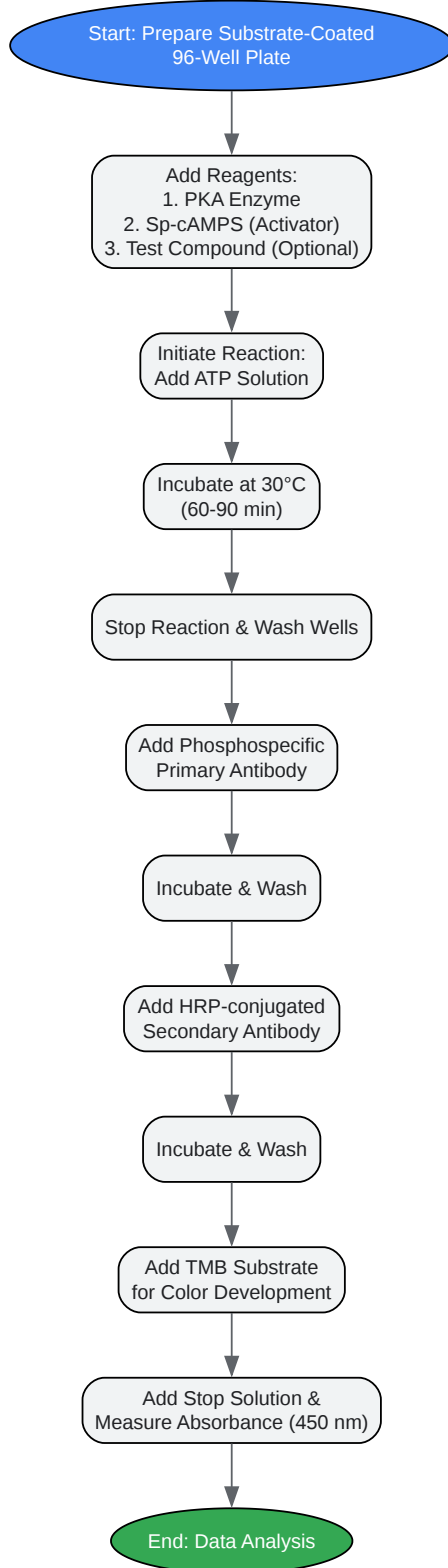 Start: Prepare Substrate-Coated
96-Well Plate
Add Reagents:
1. PKA Enzyme
2. Sp-cAMPS (Activator)
3. Test Compound (Optional)
Initiate Reaction:
Add ATP Solution
Incubate at 30°C
(60-90 min)
Stop Reaction & Wash Wells
Add Phosphospecific
Primary Antibody
Incubate & Wash
Add HRP-conjugated
Secondary Antibody
Incubate & Wash
Add TMB Substrate
for Color Development
Add Stop Solution &
Measure Absorbance (450 nm)
End: Data Analysis